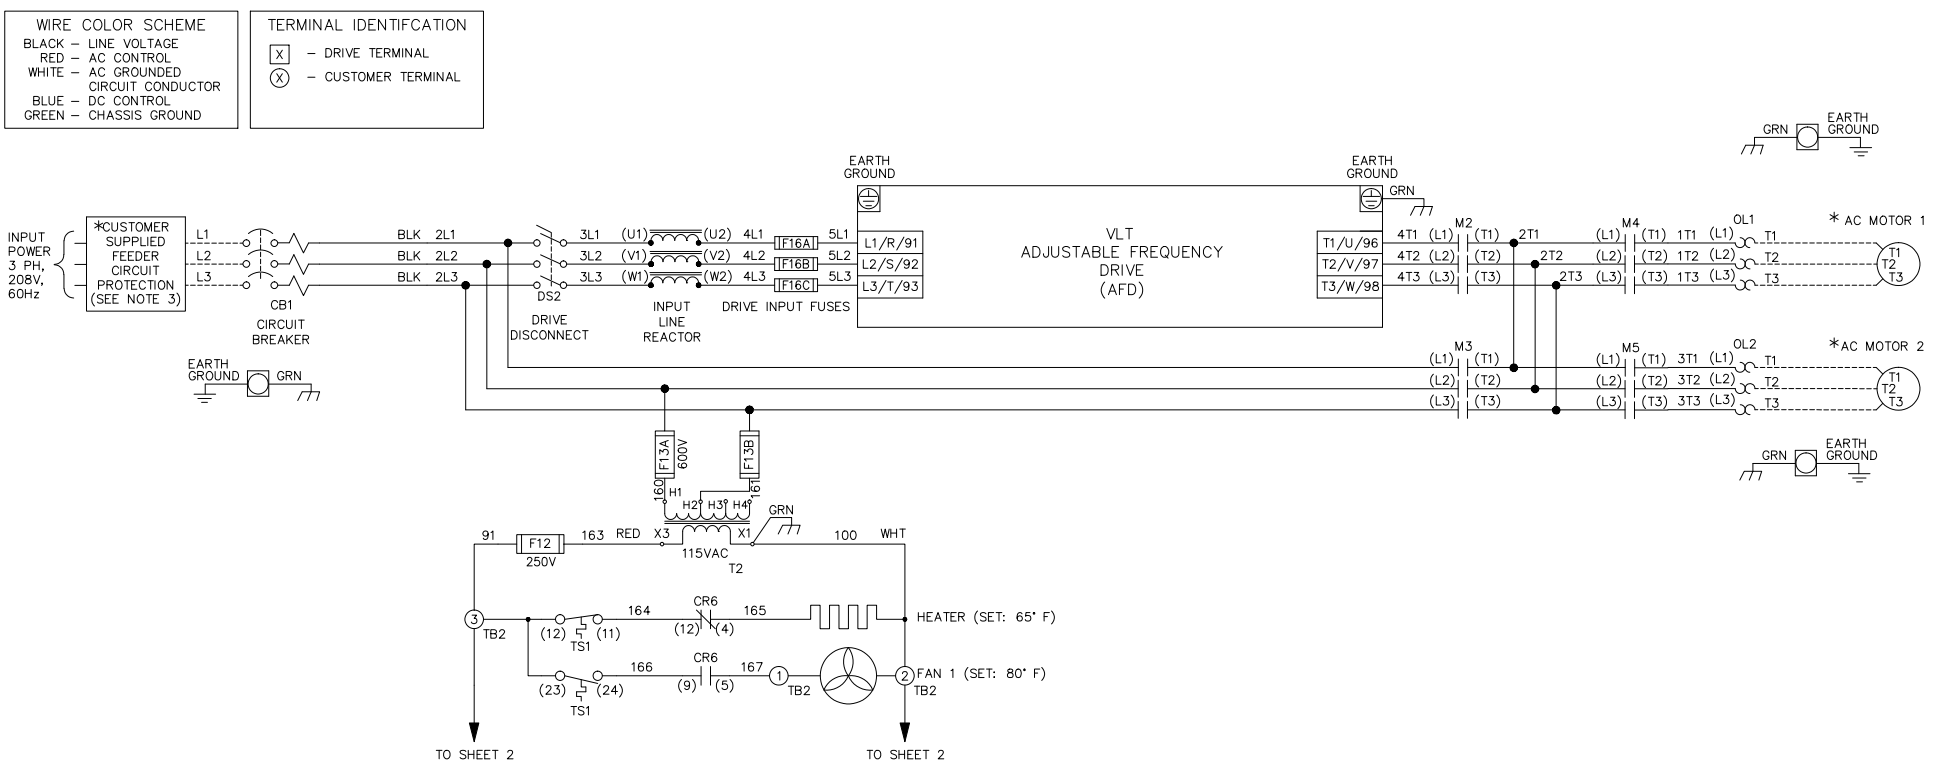 WIRE COLOR SCHEME
BLACK – LINE VOLTAGE
RED – AC CONTROL
WHITE – AC GROUNDED
CIRCUIT CONDUCTOR
BLUE – DC CONTROL
GREEN – CHASSIS GROUND
TERMINAL IDENTIFCATION
X – DRIVE TERMINAL
X – CUSTOMER TERMINAL
GRN
EARTH
GROUND
EARTH
GROUND
EARTH
GROUND
GRN
INPUT
POWER
3 PH,
208V,
60Hz
*CUSTOMER
SUPPLIED
FEEDER
CIRCUIT
PROTECTION
(SEE NOTE 3)
L1
L2
L3
CB1
CIRCUIT
BREAKER
BLK 2L1
BLK 2L2
BLK 2L3
DS2
DRIVE
DISCONNECT
3L1 (U1) (U2) 4L1 F16A 5L1
3L2 (V1) (V2) 4L2 F16B 5L2
3L3 (W1) (W2) 4L3 F16C 5L3
INPUT
LINE
REACTOR
DRIVE INPUT FUSES
L1/R/91
L2/S/92
L3/T/93
VLT
ADJUSTABLE FREQUENCY
DRIVE
(AFD)
T1/U/96
T2/V/97
T3/W/98
M2 M4 OL1 * AC MOTOR 1
4T1 (L1) (T1) 2T1 (L1) (T1) 1T1 (L1) T1
4T2 (L2) (T2) 2T2 (L2) (T2) 1T2 (L2) T2
4T3 (L3) (T3) 2T3 (L3) (T3) 1T3 (L3) T3
T1
T2
T3
EARTH
GROUND
GRN
M3 M5 OL2 *AC MOTOR 2
(L1) (T1) (L1) (T1) 3T1 (L1) T1
(L2) (T2) (L2) (T2) 3T2 (L2) T2
(L3) (T3) (L3) (T3) 3T3 (L3) T3
T1
T2
T3
GRN
EARTH
GROUND
F13A
600V
F13B
160
161
H1
H2 H3 H4
GRN
91 F12 163 RED X3 X1 100 WHT
250V
115VAC
T2
3
TB2
(12) (11)
TS1
164
CR6
(12) (4)
165
HEATER (SET: 65° F)
(23) (24)
TS1
166
CR6
(9) (5)
167
1
TB2
2
TB2
FAN 1 (SET: 80° F)
TO SHEET 2
TO SHEET 2